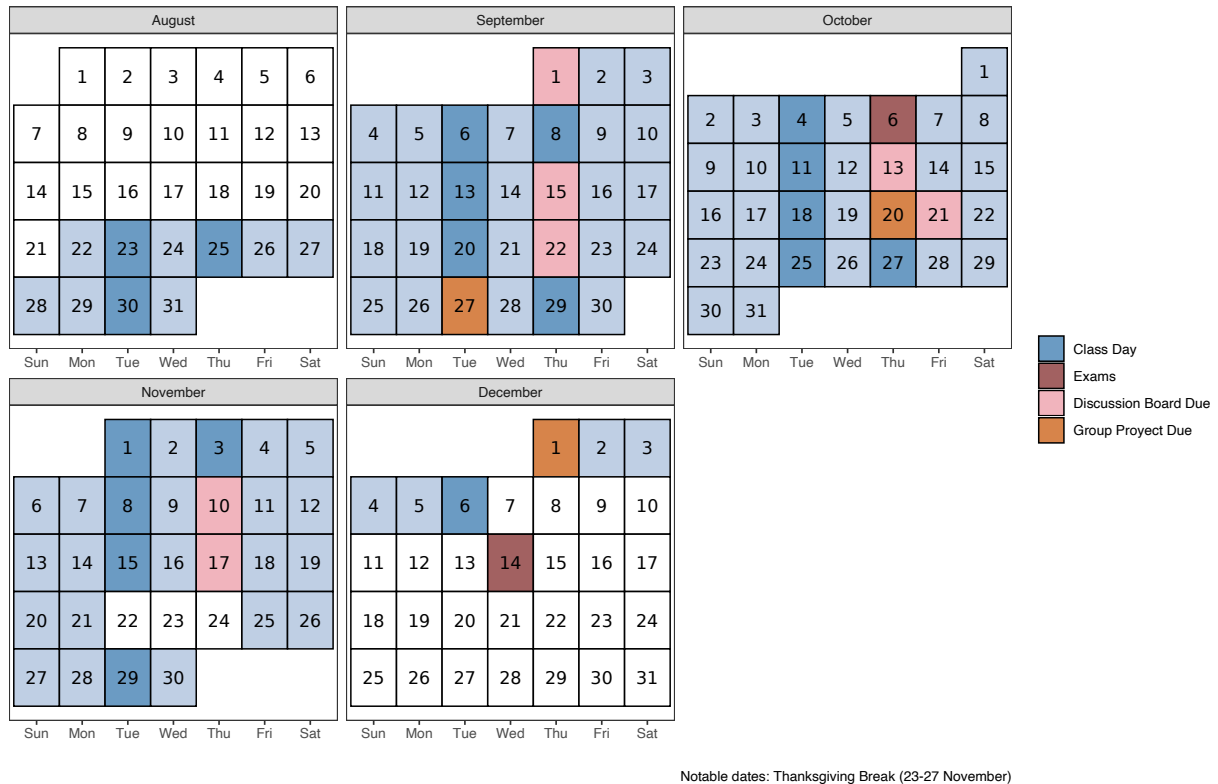 August
1 2 3 4 5 6
7 8 9 10 11 12 13
14 15 16 17 18 19 20
21 22 23 24 25 26 27
28 29 30 31
Sun Mon Tue Wed Thu Fri Sat
September
1 2 3
4 5 6 7 8 9 10
11 12 13 14 15 16 17
18 19 20 21 22 23 24
25 26 27 28 29 30
Sun Mon Tue Wed Thu Fri Sat
October
1
2 3 4 5 6 7 8
9 10 11 12 13 14 15
16 17 18 19 20 21 22
23 24 25 26 27 28 29
30 31
Sun Mon Tue Wed Thu Fri Sat
November
1 2 3 4 5
6 7 8 9 10 11 12
13 14 15 16 17 18 19
20 21 22 23 24 25 26
27 28 29 30
Sun Mon Tue Wed Thu Fri Sat
December
1 2 3
4 5 6 7 8 9 10
11 12 13 14 15 16 17
18 19 20 21 22 23 24
25 26 27 28 29 30 31
Sun Mon Tue Wed Thu Fri Sat
Class Day
Exams
Discussion Board Due
Group Proyect Due
Notable dates: Thanksgiving Break (23-27 November)